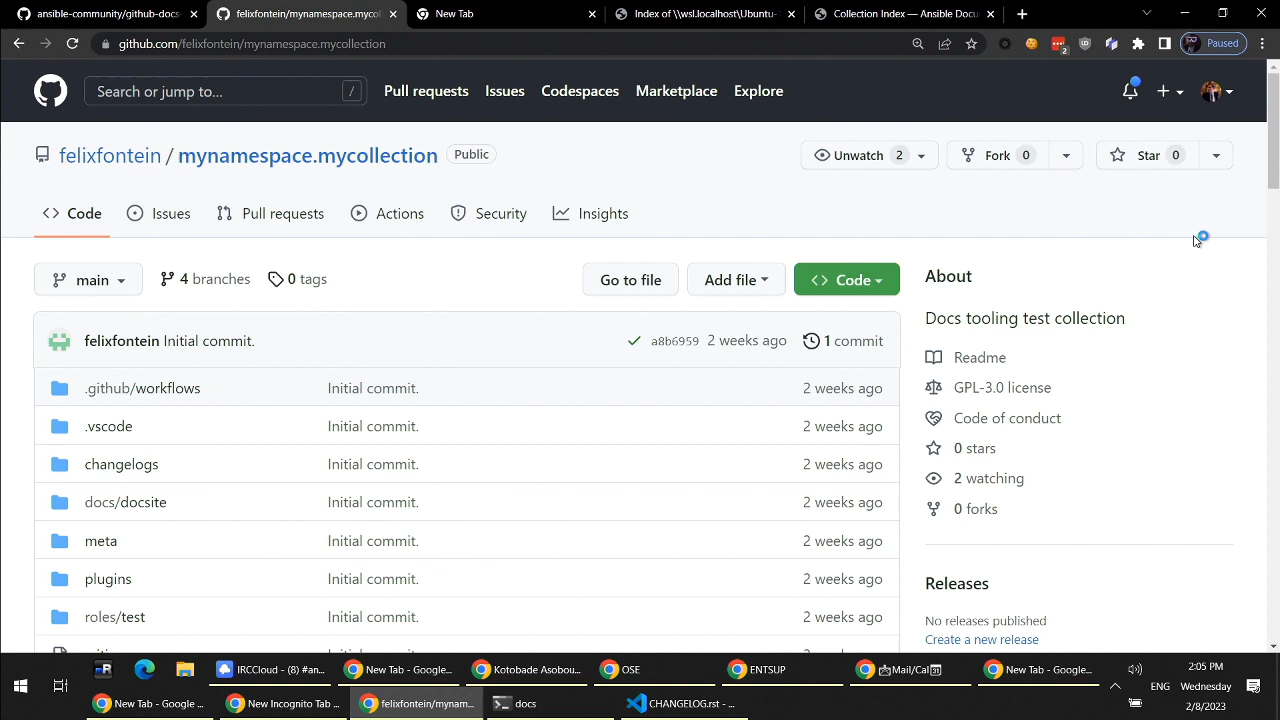 ansible-community/github-docs-
felixfontein/mynamespace.mycol
New Tab
Index of \\wsl.localhost\Ubuntu-
Collection Index — Ansible Docu
github.com/felixfontein/mynamespace.mycollection
2
Paused
Search or jump to...
/
Pull requests
Issues
Codespaces
Marketplace
Explore
felixfontein / mynamespace.mycollection
Public
Unwatch 2
Fork 0
Star 0
Code
Issues
Pull requests
Actions
Security
Insights
main
4 branches
0 tags
Go to file
Add file
Code
About
Docs tooling test collection
felixfontein Initial commit.
a8b6959 2 weeks ago
1 commit
Readme
.github/workflows Initial commit. 2 weeks ago
GPL-3.0 license
.vscode Initial commit. 2 weeks ago
Code of conduct
0 stars
changelogs Initial commit. 2 weeks ago
2 watching
docs/docsite Initial commit. 2 weeks ago
0 forks
meta Initial commit. 2 weeks ago
plugins Initial commit. 2 weeks ago
Releases
roles/test Initial commit. 2 weeks ago
No releases published
Create a new release
IRCCloud - (8) #an...
New Tab - Google...
Kotobade Asobou...
OSE
ENTSUP
Mail/Cal
New Tab - Google...
2:05 PM
New Tab - Google ...
New Incognito Tab ...
felixfontein/mynam...
docs
CHANGELOG.rst - ...
ENG
Wednesday
2/8/2023